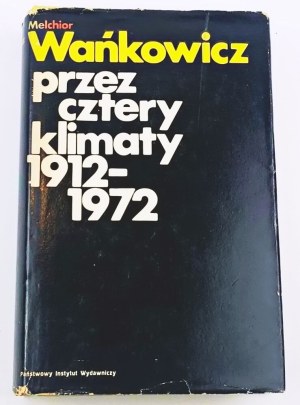 Melchior
Wańkowicz
przez
cztery
klimaty
1912-
1972
Państwowy Instytut Wydawniczy